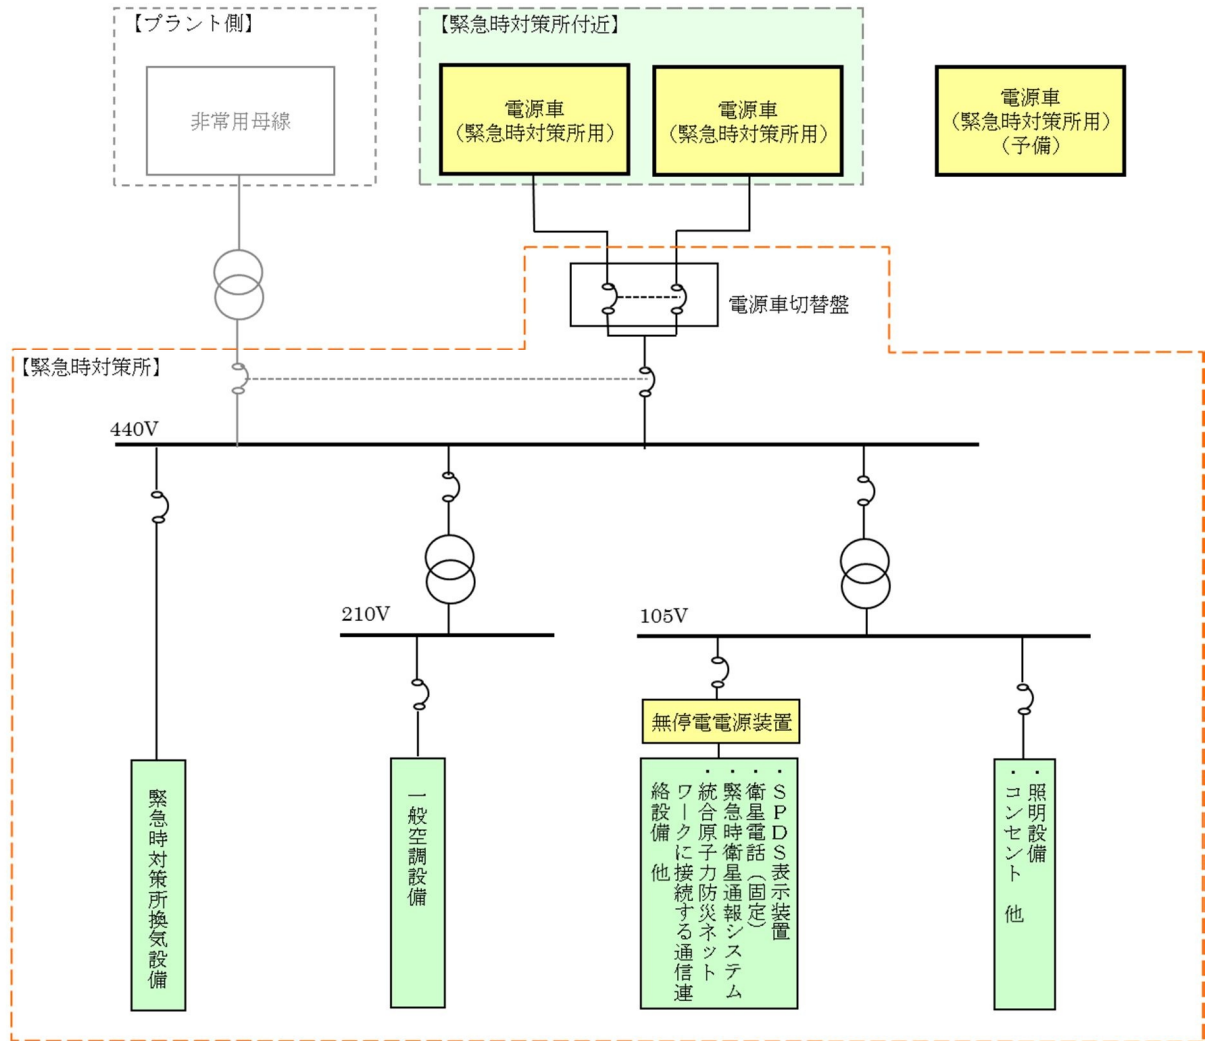 【プラント側】
非常用母線
【緊急時対策所付近】
電源車
（緊急時対策所用）
電源車
（緊急時対策所用）
電源車
（緊急時対策所用）
（予備）
電源車切替盤
【緊急時対策所】
440V
210V
105V
無停電電源装置
緊急時対策所換気設備
一般空調設備
・SPDS表示装置
・衛星電話（固定）
・緊急時衛星通報システム
・統合原子力防災ネット
ワークに接続する通信連
絡設備　他
・照明設備
・コンセント　他